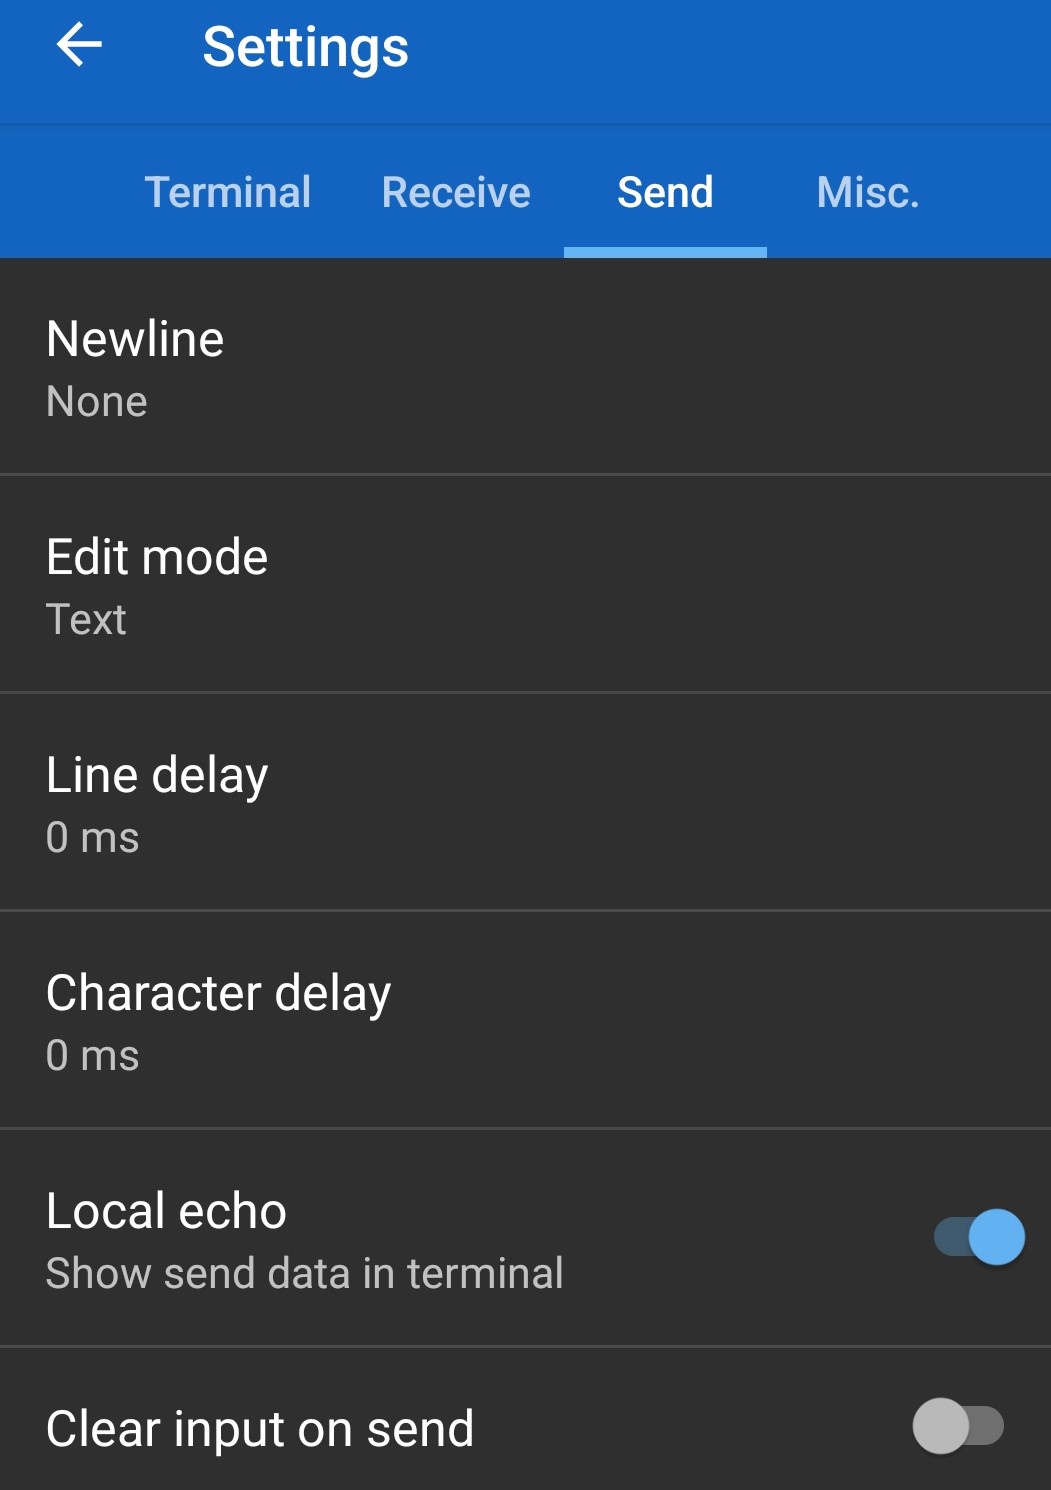 Settings
Terminal Receive Send Misc.
Newline
None
Edit mode
Text
Line delay
0 ms
Character delay
0 ms
Local echo
Show send data in terminal
Clear input on send